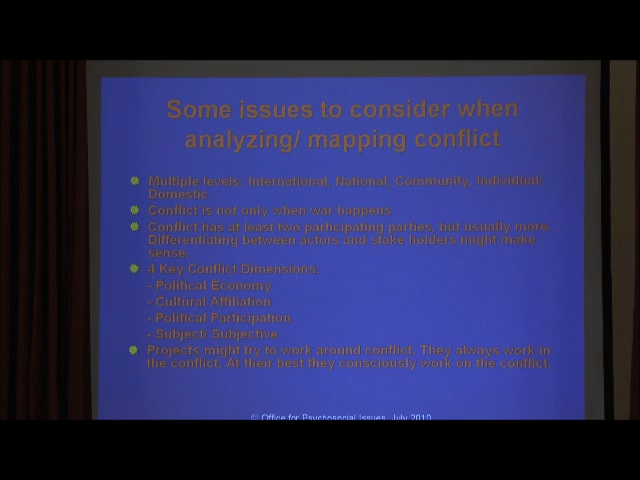 Some issues to consider when
analyzing/ mapping conflict
Multiple levels: International, National, Community, Individual/
Domestic
Conflict is not only when war happens
Conflict has at least two participating parties, but usually more.
Differentiating between actors and stake holders might make
sense.
4 Key Conflict Dimensions:
- Political Economy
- Cultural Affiliation
- Political Participation
- Subject/ Subjective
Projects might try to work around conflict. They always work in
the conflict. At their best they consciously work on the conflict.
© Office for Psychosocial Issues, July 2010